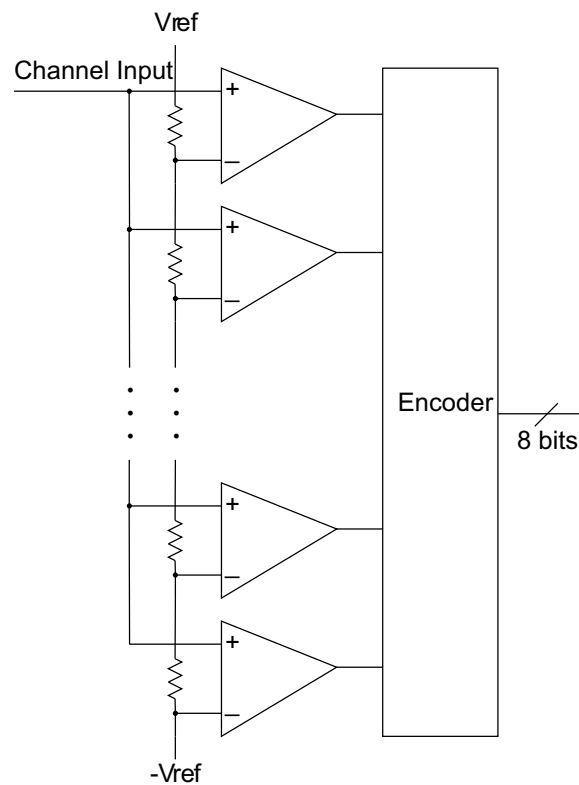 Vref
Channel Input
+
−
+
−
Encoder
8 bits
+
−
+
−
-Vref